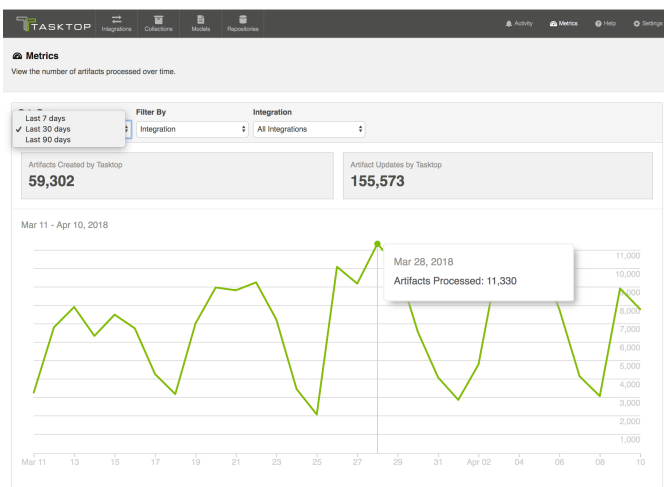 TASKTOP
Integrations Collections Models Repositories Activity Metrics Help Settings
Metrics
View the number of artifacts processed over time.
Filter By Integration
Last 7 days
✓ Last 30 days
Last 90 days
Integration All Integrations
Artifacts Created by Tasktop Artifact Updates by Tasktop
59,302 155,573
Mar 11 - Apr 10, 2018
Mar 28, 2018
Artifacts Processed: 11,330
11,000
10,000
8,000
7,000
6,000
5,000
4,000
3,000
2,000
1,000
Mar 11 13 15 17 19 21 23 25 27 29 31 Apr 02 04 06 08 10